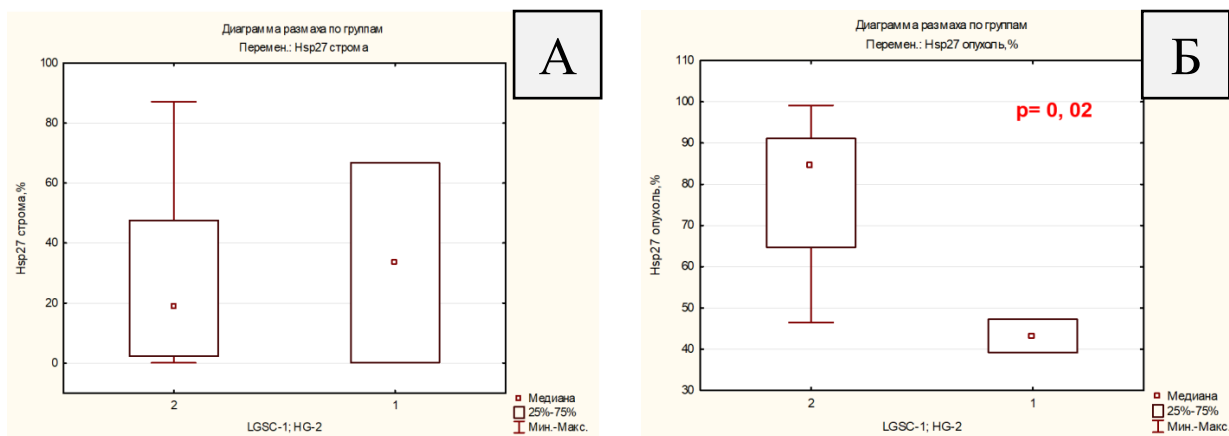 Диаграмма размаха по группам
Перемен.: Hsp27 строма
А
100
80
60
40
20
0
Hsp27 строма,%
2
1
LGSC-1; HG-2
Медиана
25%-75%
Мин.-Макс.
Диаграмма размаха по группам
Перемен.: Hsp27 опухоль,%
Б
p= 0, 02
110
100
90
80
70
60
50
40
30
Hsp27 опухоль,%
2
1
LGSC-1; HG-2
Медиана
25%-75%
Мин.-Макс.